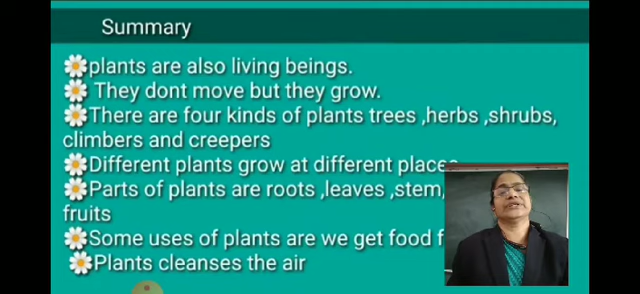 Summary
plants are also living beings.
They dont move but they grow.
There are four kinds of plants trees ,herbs ,shrubs,
climbers and creepers
Different plants grow at different places
Parts of plants are roots ,leaves ,stem,
fruits
Some uses of plants are we get food
Plants cleanses the air